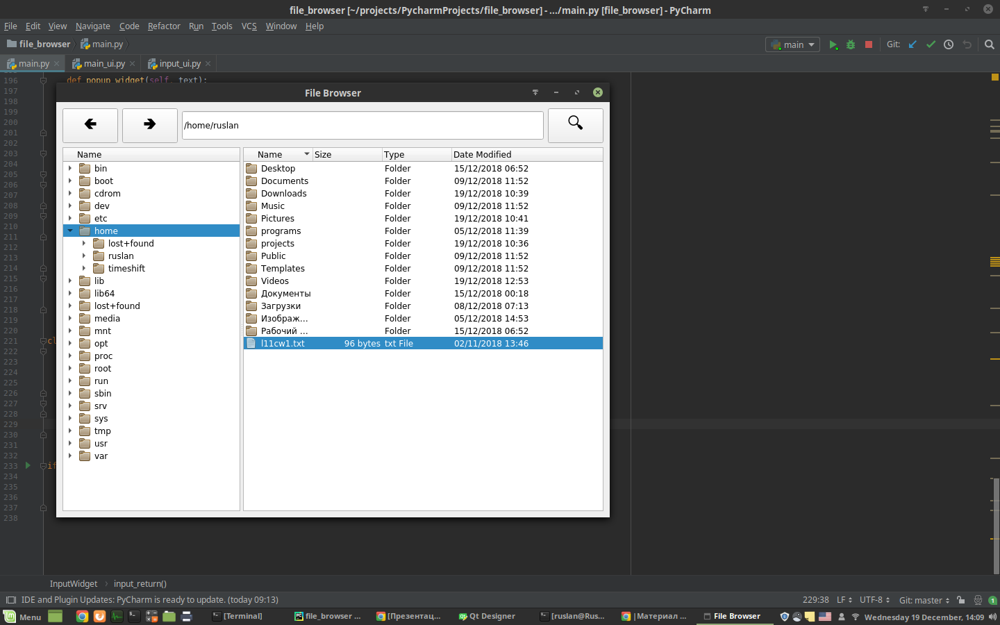 file_browser [~/projects/PycharmProjects/file_browser] - .../main.py [file_browser] - PyCharm
File Edit View Navigate Code Refactor Run Tools VCS Window Help
file_browser main.py main Git:
main.py main_ui.py input_ui.py
196 def popup_widget(self, text):
File Browser
/home/ruslan
Name
bin
boot
cdrom
dev
etc
home
lost+found
ruslan
timeshift
lib
lib64
lost+found
media
mnt
opt
proc
root
run
sbin
srv
sys
tmp
usr
var
Name Size Type Date Modified
Desktop Folder 15/12/2018 06:52
Documents Folder 09/12/2018 11:52
Downloads Folder 19/12/2018 10:39
Music Folder 09/12/2018 11:52
Pictures Folder 19/12/2018 10:41
programs Folder 05/12/2018 11:39
projects Folder 19/12/2018 10:36
Public Folder 09/12/2018 11:52
Templates Folder 09/12/2018 11:52
Videos Folder 19/12/2018 12:53
Документы Folder 15/12/2018 00:18
Загрузки Folder 08/12/2018 07:13
Изображ... Folder 05/12/2018 14:53
Рабочий ... Folder 15/12/2018 06:52
l11cw1.txt 96 bytes txt File 02/11/2018 13:46
197
198
199
200
201
202
203
204
205
206
207
208
209
210
211
212
213
214
215
216
217
218
219
220
221 cl
222
223
224
225
226
227
228
229
230
231
232
233 if
234
235
236
237
238
InputWidget input_return()
IDE and Plugin Updates: PyCharm is ready to update. (today 09:13) 229:38 LF UTF-8 Git: master 1
Menu [Terminal] file_browser ... [Презентац... Qt Designer [ruslan@Rus... [Материал ... File Browser Wednesday 19 December, 14:09